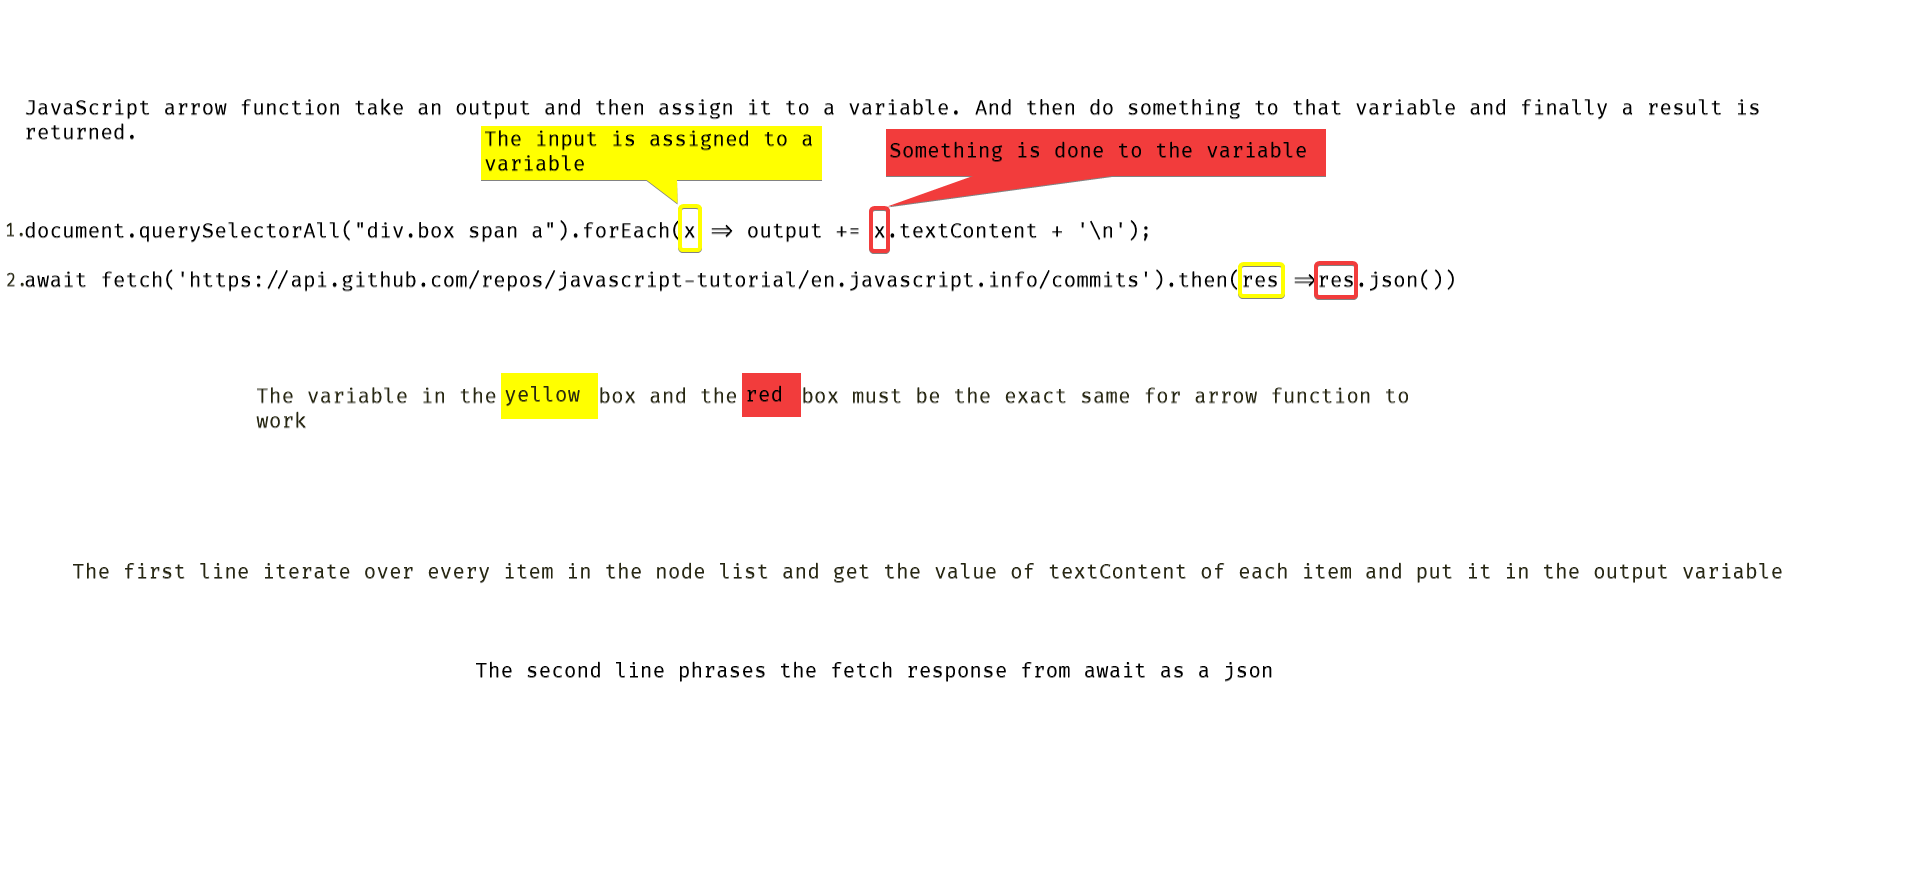 JavaScript arrow function take an output and then assign it to a variable. And then do something to that variable and finally a result is
returned.
The input is assigned to a
variable
Something is done to the variable
1.document.querySelectorAll("div.box span a").forEach(x => output += x.textContent + '\n');
2.await fetch('https://api.github.com/repos/javascript-tutorial/en.javascript.info/commits').then(res =>res.json())
The variable in the yellow box and the red box must be the exact same for arrow function to
work
The first line iterate over every item in the node list and get the value of textContent of each item and put it in the output variable
The second line phrases the fetch response from await as a json